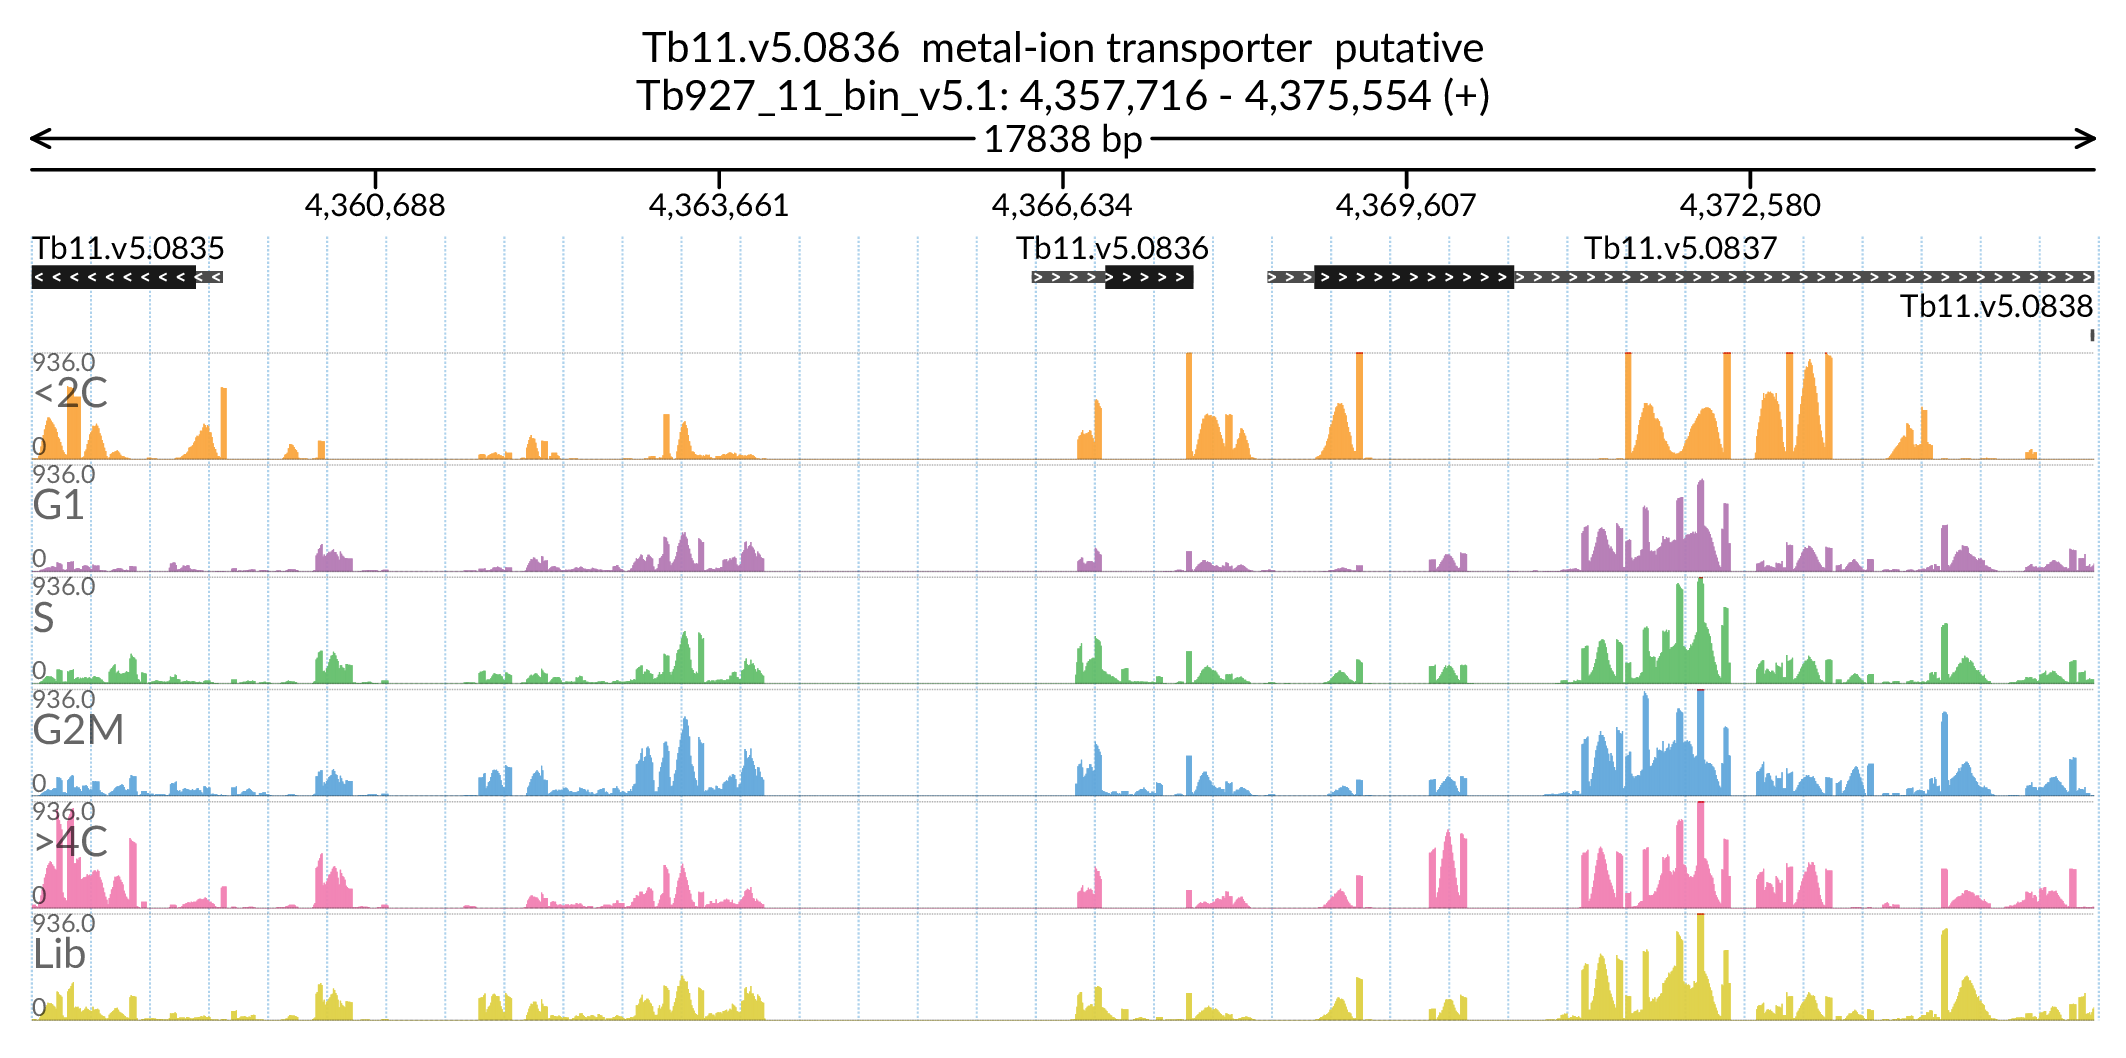 Tb11.v5.0836  metal-ion transporter  putative
Tb927_11_bin_v5.1: 4,357,716 - 4,375,554 (+)
17838 bp
4,360,688 4,363,661 4,366,634 4,369,607 4,372,580
Tb11.v5.0835 Tb11.v5.0836 Tb11.v5.0837
Tb11.v5.0838
936.0
<2C
0
936.0
G1
0
936.0
S
0
936.0
G2M
0
936.0
>4C
0
936.0
Lib
0